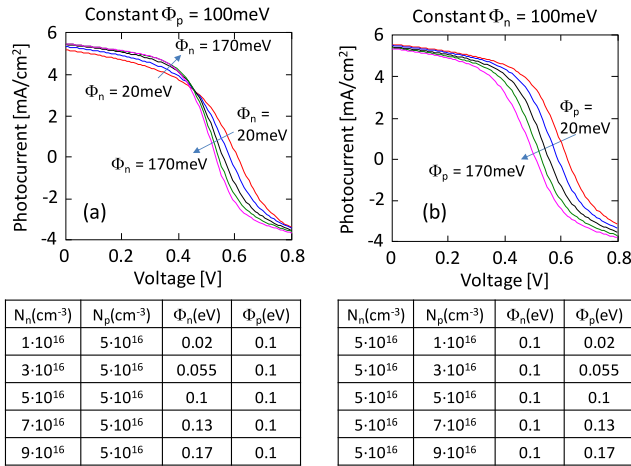 Constant Φp = 100meV
Photocurrent [mA/cm²]
6
4
2
0
-2
-4
Φn = 170meV
Φn = 20meV
Φn =
20meV
Φn = 170meV
(a)
0 0.2 0.4 0.6 0.8
Voltage [V]
Constant Φn = 100meV
Photocurrent [mA/cm²]
6
4
2
0
-2
-4
Φp =
20meV
Φp = 170meV
(b)
0 0.2 0.4 0.6 0.8
Voltage [V]
Nn(cm⁻³) Np(cm⁻³) Φn(eV) Φp(eV)
1·10¹⁶ 5·10¹⁶ 0.02 0.1
3·10¹⁶ 5·10¹⁶ 0.055 0.1
5·10¹⁶ 5·10¹⁶ 0.1 0.1
7·10¹⁶ 5·10¹⁶ 0.13 0.1
9·10¹⁶ 5·10¹⁶ 0.17 0.1
Nn(cm⁻³) Np(cm⁻³) Φn(eV) Φp(eV)
5·10¹⁶ 1·10¹⁶ 0.1 0.02
5·10¹⁶ 3·10¹⁶ 0.1 0.055
5·10¹⁶ 5·10¹⁶ 0.1 0.1
5·10¹⁶ 7·10¹⁶ 0.1 0.13
5·10¹⁶ 9·10¹⁶ 0.1 0.17